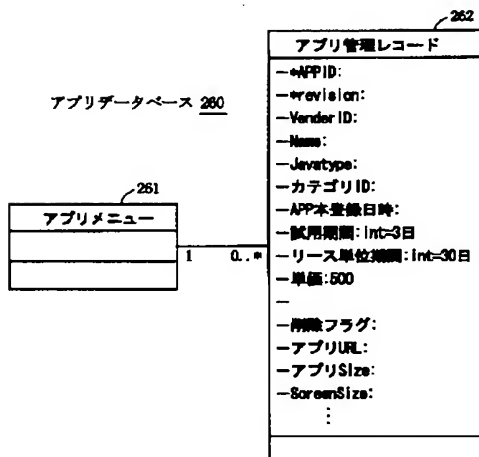 262
アプリ管理レコード
アプリデータベース 260
261
アプリメニュー
1 0..*
—*APPID:
—*revision:
—VenderID:
—Name:
—Javatype:
—カテゴリID:
—APP本登録日時:
—試用期間:int=3日
—リース単位期間:int=30日
—単価:500
—
—削除フラグ:
—アプリURL:
—アプリSize:
—ScreenSize:
⋮